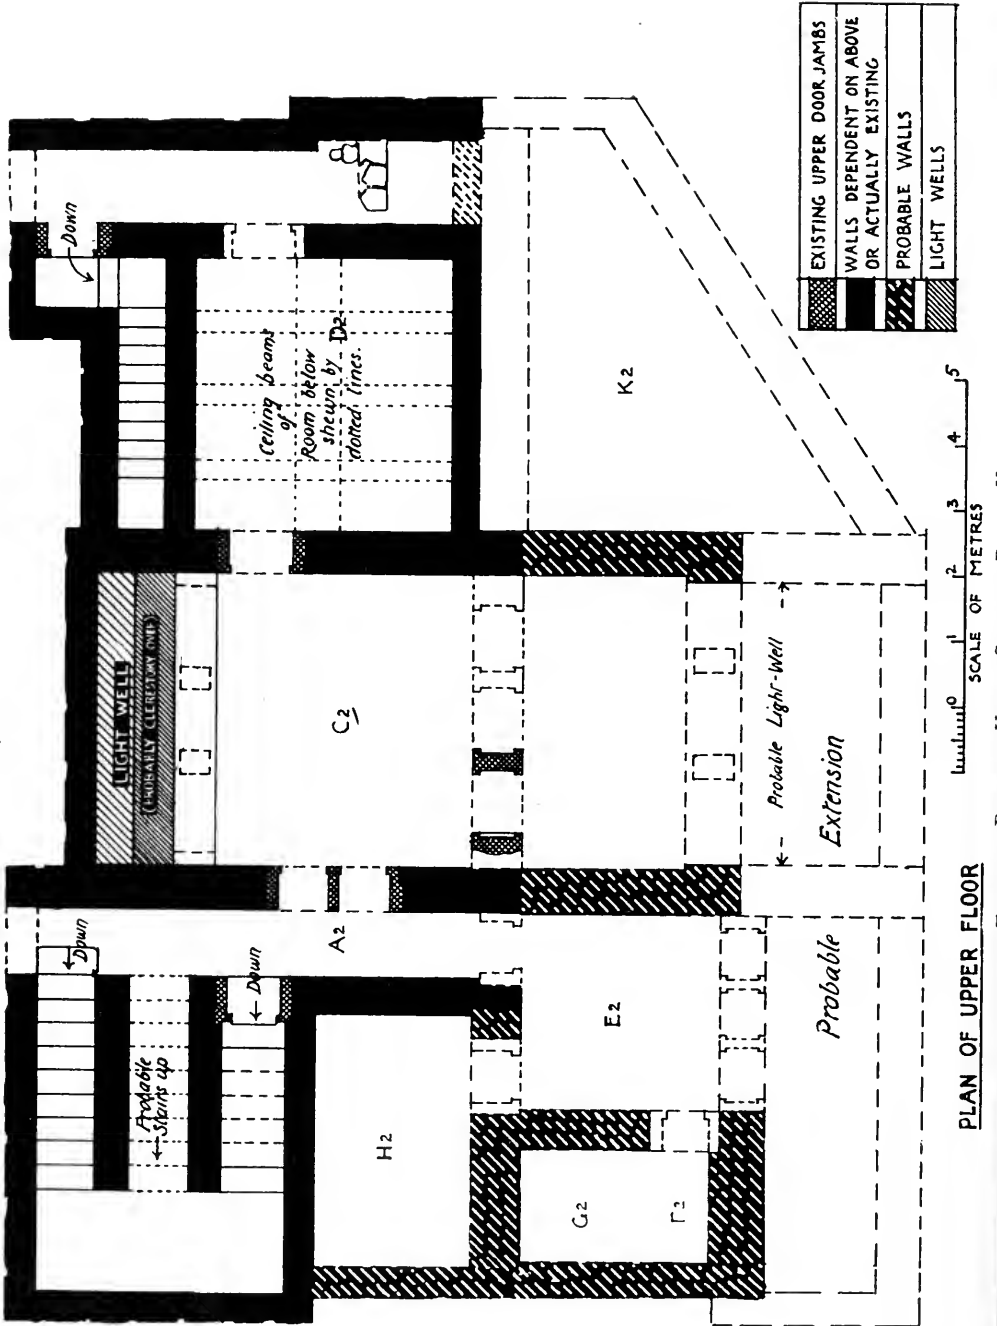 EXISTING UPPER DOOR JAMBS
WALLS DEPENDENT ON ABOVE
OR ACTUALLY EXISTING
PROBABLE WALLS
LIGHT WELLS
Down
Ceiling beams
of
Room below
shewn by
dotted lines.
D2
K2
LIGHT WELL
(PROBABLY CLERESTORY ONE)
C2
Probable Light-Well
Extension
Down
A2
Down
Probable
Stairs up
E2
H2
G2
F2
Probable
0 1 2 3 4 5
SCALE OF METRES
PLAN OF UPPER FLOOR